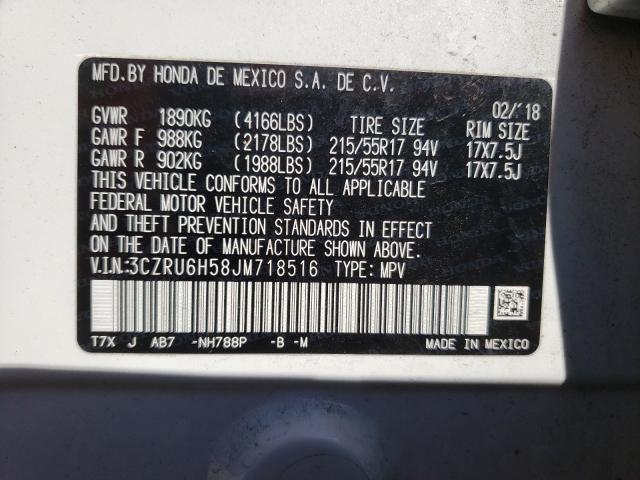 MFD. BY HONDA DE MEXICO S.A. DE C.V.
02/'18
GVWR 1890KG (4166LBS) TIRE SIZE RIM SIZE
GAWR F 988KG (2178LBS) 215/55R17 94V 17X7.5J
GAWR R 902KG (1988LBS) 215/55R17 94V 17X7.5J
THIS VEHICLE CONFORMS TO ALL APPLICABLE
FEDERAL MOTOR VEHICLE SAFETY
AND THEFT PREVENTION STANDARDS IN EFFECT
ON THE DATE OF MANUFACTURE SHOWN ABOVE.
V.I.N.:3CZRU6H58JM718516 TYPE: MPV
T7X J AB7 -NH788P -B -M MADE IN MEXICO